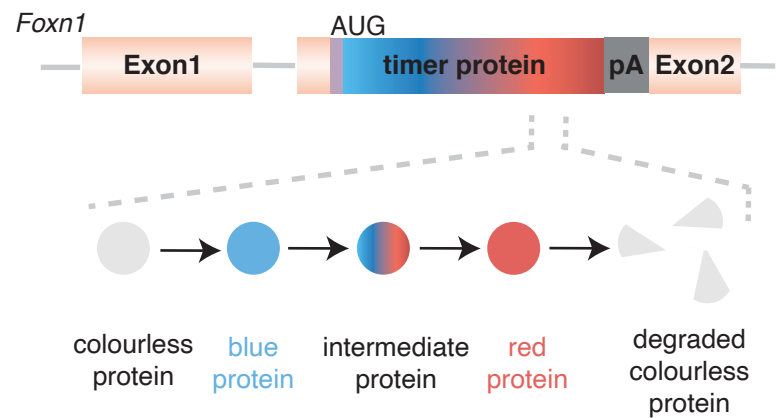 Foxn1
AUG
Exon1
timer protein
pA
Exon2
colourless
protein
blue
protein
intermediate
protein
red
protein
degraded
colourless
protein